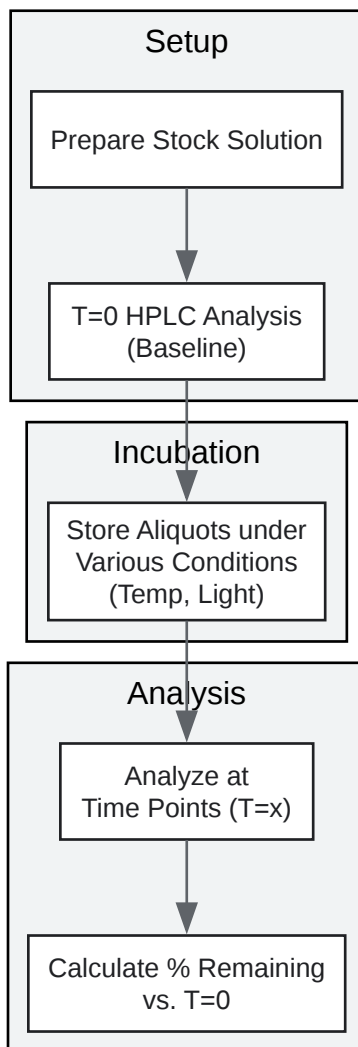 Setup
Prepare Stock Solution
T=0 HPLC Analysis
(Baseline)
Incubation
Store Aliquots under
Various Conditions
(Temp, Light)
Analysis
Analyze at
Time Points (T=x)
Calculate % Remaining
vs. T=0